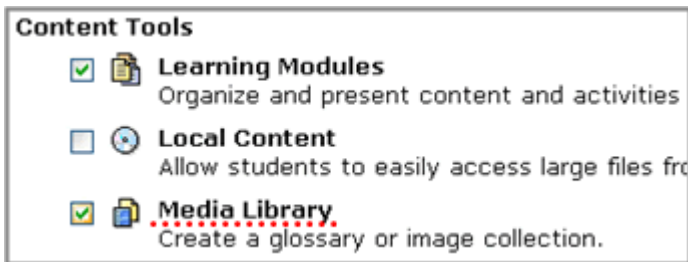 Content Tools
Learning Modules
Organize and present content and activities
Local Content
Allow students to easily access large files
Media Library
Create a glossary or image collection.